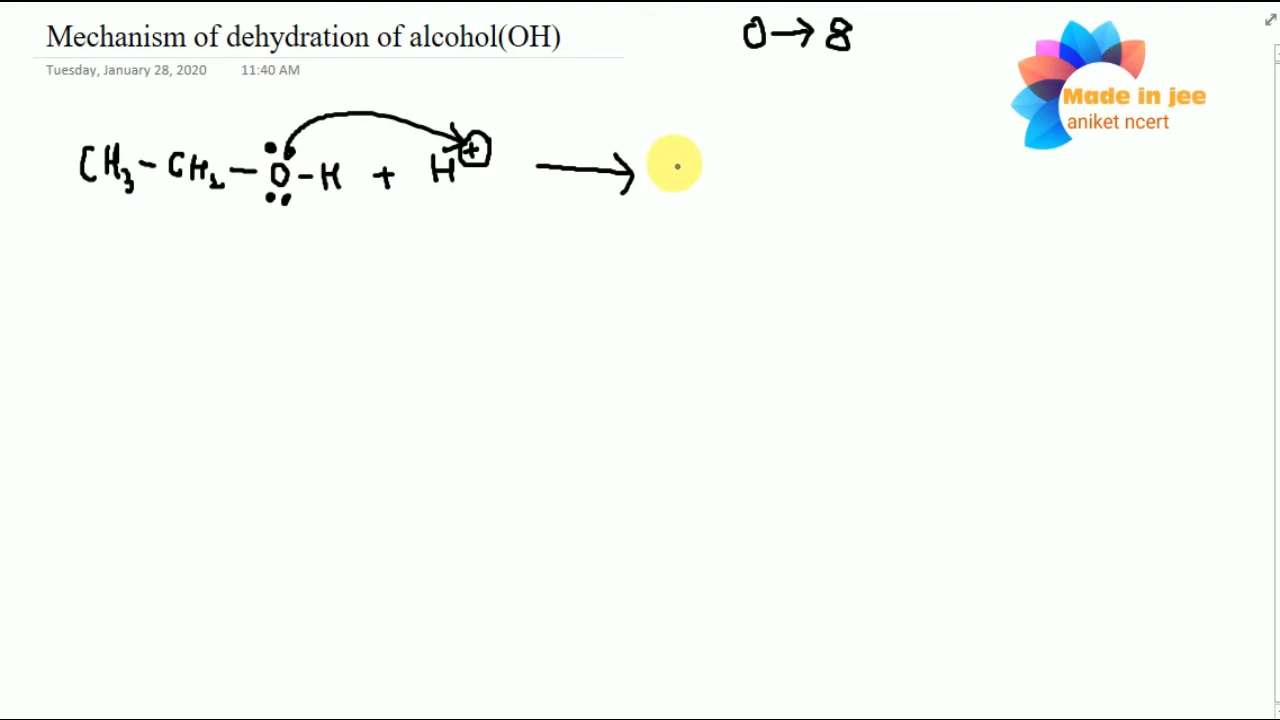 Mechanism of dehydration of alcohol(OH)
O → 8
Tuesday, January 28, 2020 11:40 AM
Made in jee
aniket ncert
CH₃ - CH₂ - O - H + H⊕ →